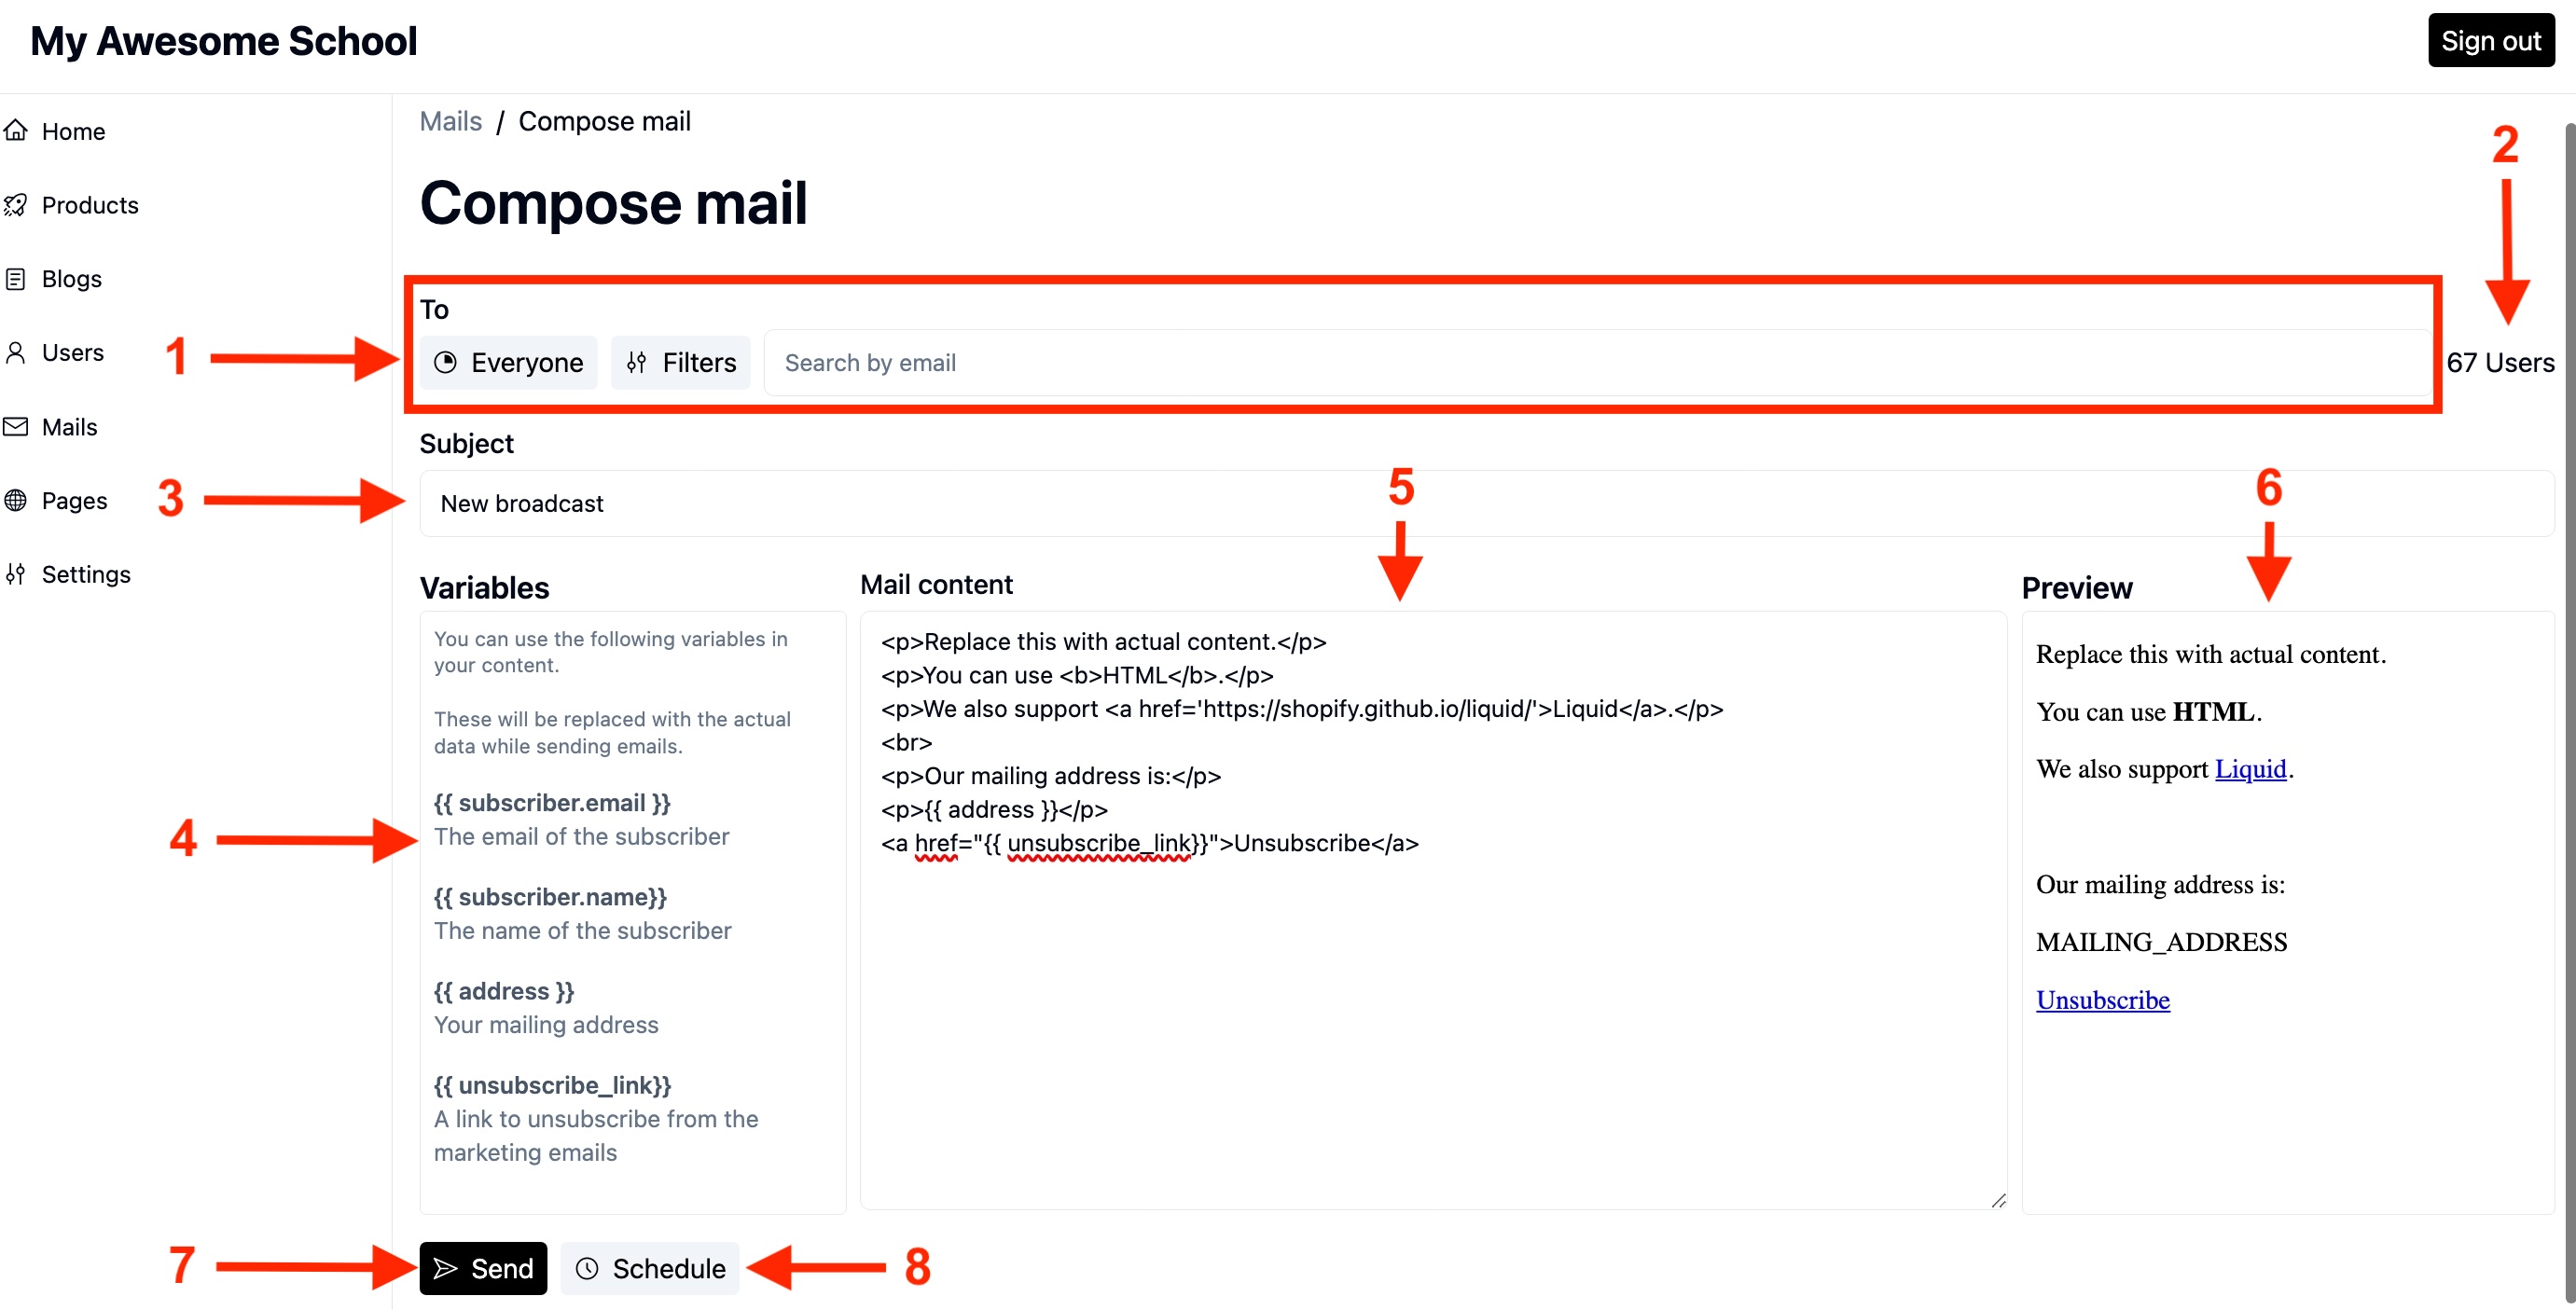 My Awesome School
Sign out
Home
Products
Blogs
Users
Mails
Pages
Settings
Mails / Compose mail
Compose mail
2
To
1
Everyone
Filters
Search by email
67 Users
Subject
3
New broadcast
5
6
Variables
You can use the following variables in
your content.
These will be replaced with the actual
data while sending emails.
{{ subscriber.email }}
4
The email of the subscriber
{{ subscriber.name}}
The name of the subscriber
{{ address }}
Your mailing address
{{ unsubscribe_link}}
A link to unsubscribe from the
marketing emails
Mail content
<p>Replace this with actual content.</p>
<p>You can use <b>HTML</b>.</p>
<p>We also support <a href='https://shopify.github.io/liquid/'>Liquid</a>.</p>
<br>
<p>Our mailing address is:</p>
<p>{{ address }}</p>
<a href="{{ unsubscribe_link}}">Unsubscribe</a>
Preview
Replace this with actual content.
You can use HTML.
We also support Liquid.
Our mailing address is:
MAILING_ADDRESS
Unsubscribe
7
Send
Schedule
8